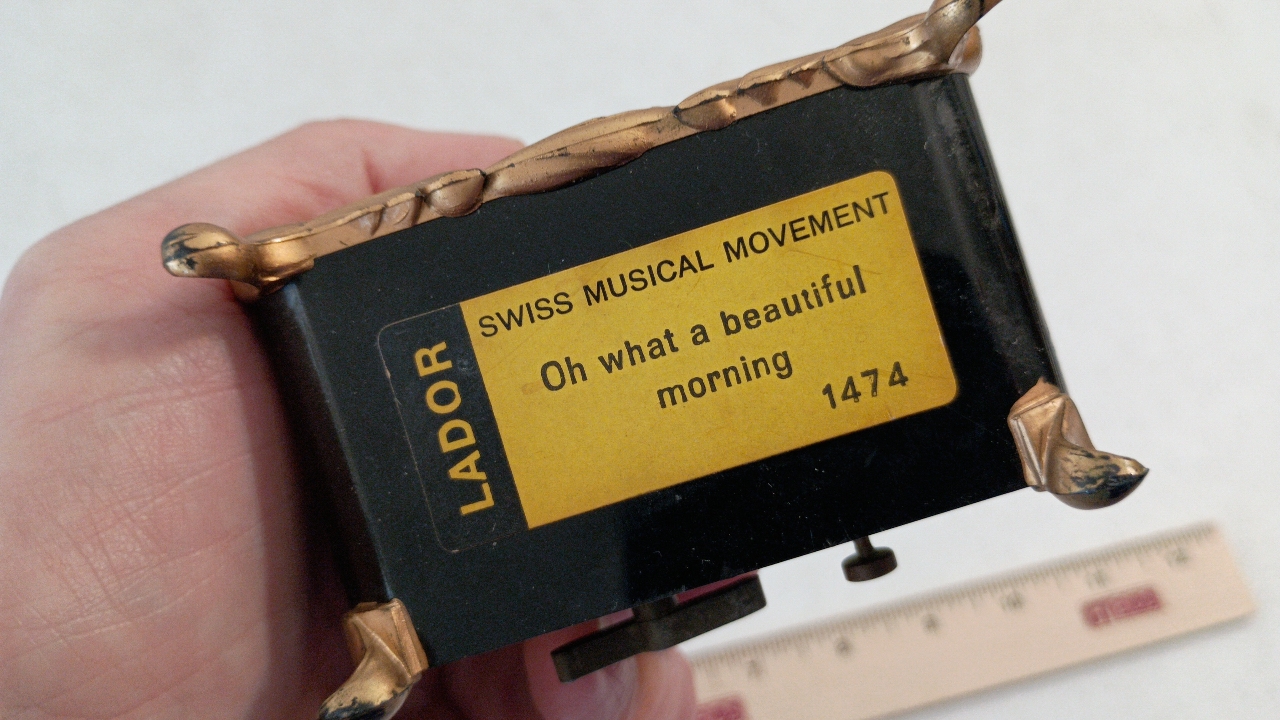 SWISS MUSICAL MOVEMENT
Oh what a beautiful
morning
1474
LADOR